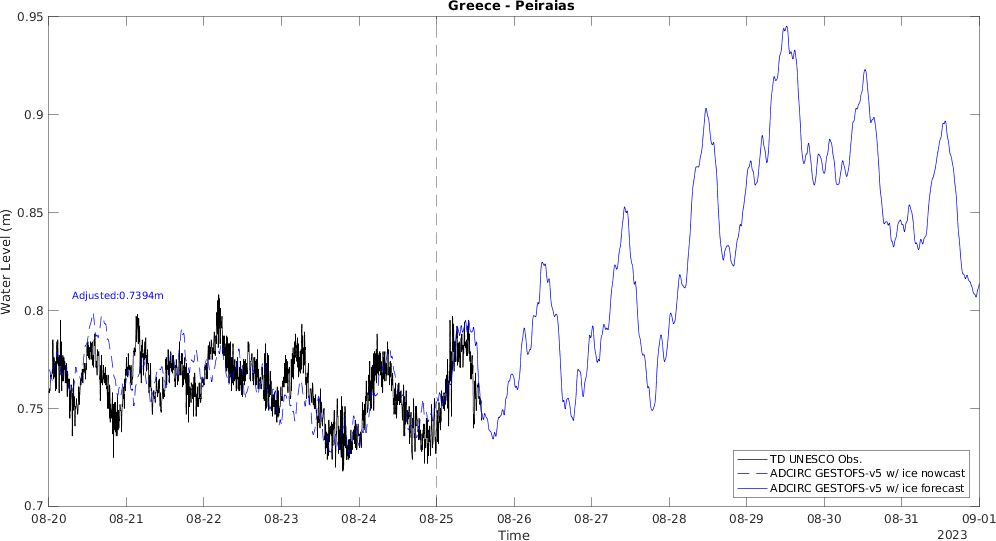 Greece - Peiraias
0.95
0.9
0.85
0.8
0.75
0.7
Water Level (m)
Adjusted:0.7394m
TD UNESCO Obs.
ADCIRC GESTOFS-v5 w/ ice nowcast
ADCIRC GESTOFS-v5 w/ ice forecast
08-20 08-21 08-22 08-23 08-24 08-25 08-26 08-27 08-28 08-29 08-30 08-31 09-01
Time
2023